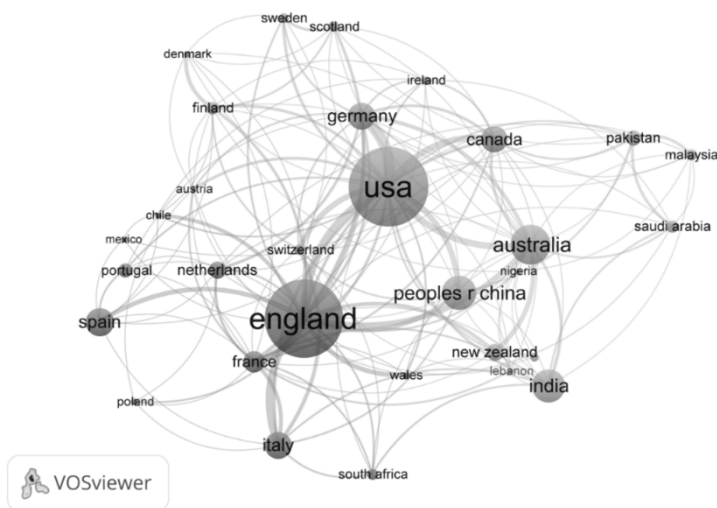 sweden
scotland
denmark
ireland
finland
germany
canada
pakistan
malaysia
usa
austria
chile
saudi arabia
mexico
switzerland
australia
portugal
netherlands
nigeria
peoples r china
spain
england
france
new zealand
lebanon
wales
india
poland
italy
south africa
VOSviewer